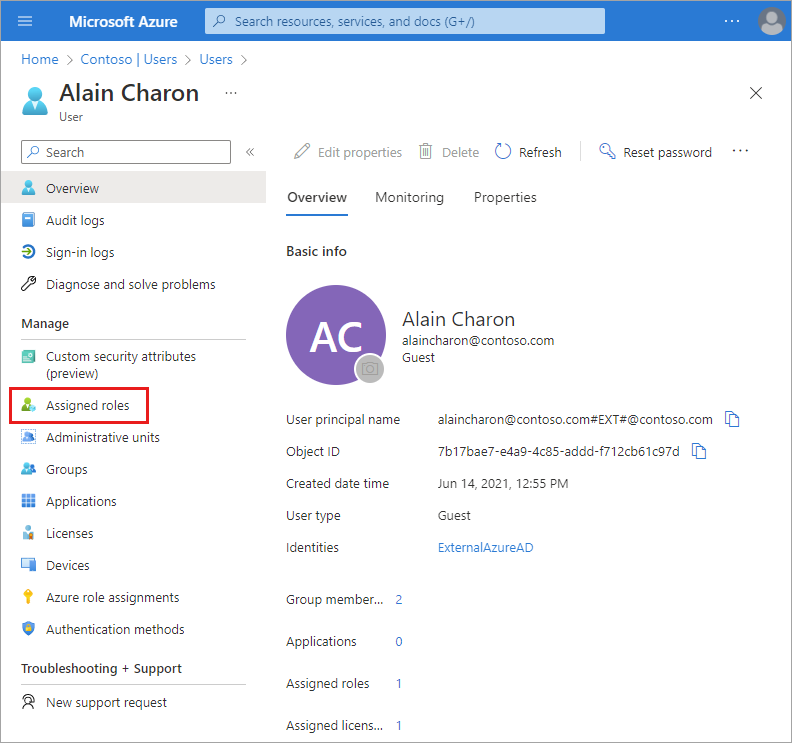 Microsoft Azure
Search resources, services, and docs (G+/)
...
Home > Contoso | Users > Users >
Alain Charon
...
User
Search
«
Overview
Audit logs
Sign-in logs
Diagnose and solve problems
Manage
Custom security attributes
(preview)
Assigned roles
Administrative units
Groups
Applications
Licenses
Devices
Azure role assignments
Authentication methods
Troubleshooting + Support
New support request
Edit properties Delete Refresh Reset password ...
Overview Monitoring Properties
Basic info
AC
Alain Charon
alaincharon@contoso.com
Guest
User principal name alaincharon@contoso.com#EXT#@contoso.com
Object ID 7b17bae7-e4a9-4c85-addd-f712cb61c97d
Created date time Jun 14, 2021, 12:55 PM
User type Guest
Identities ExternalAzureAD
Group member... 2
Applications 0
Assigned roles 1
Assigned licens... 1